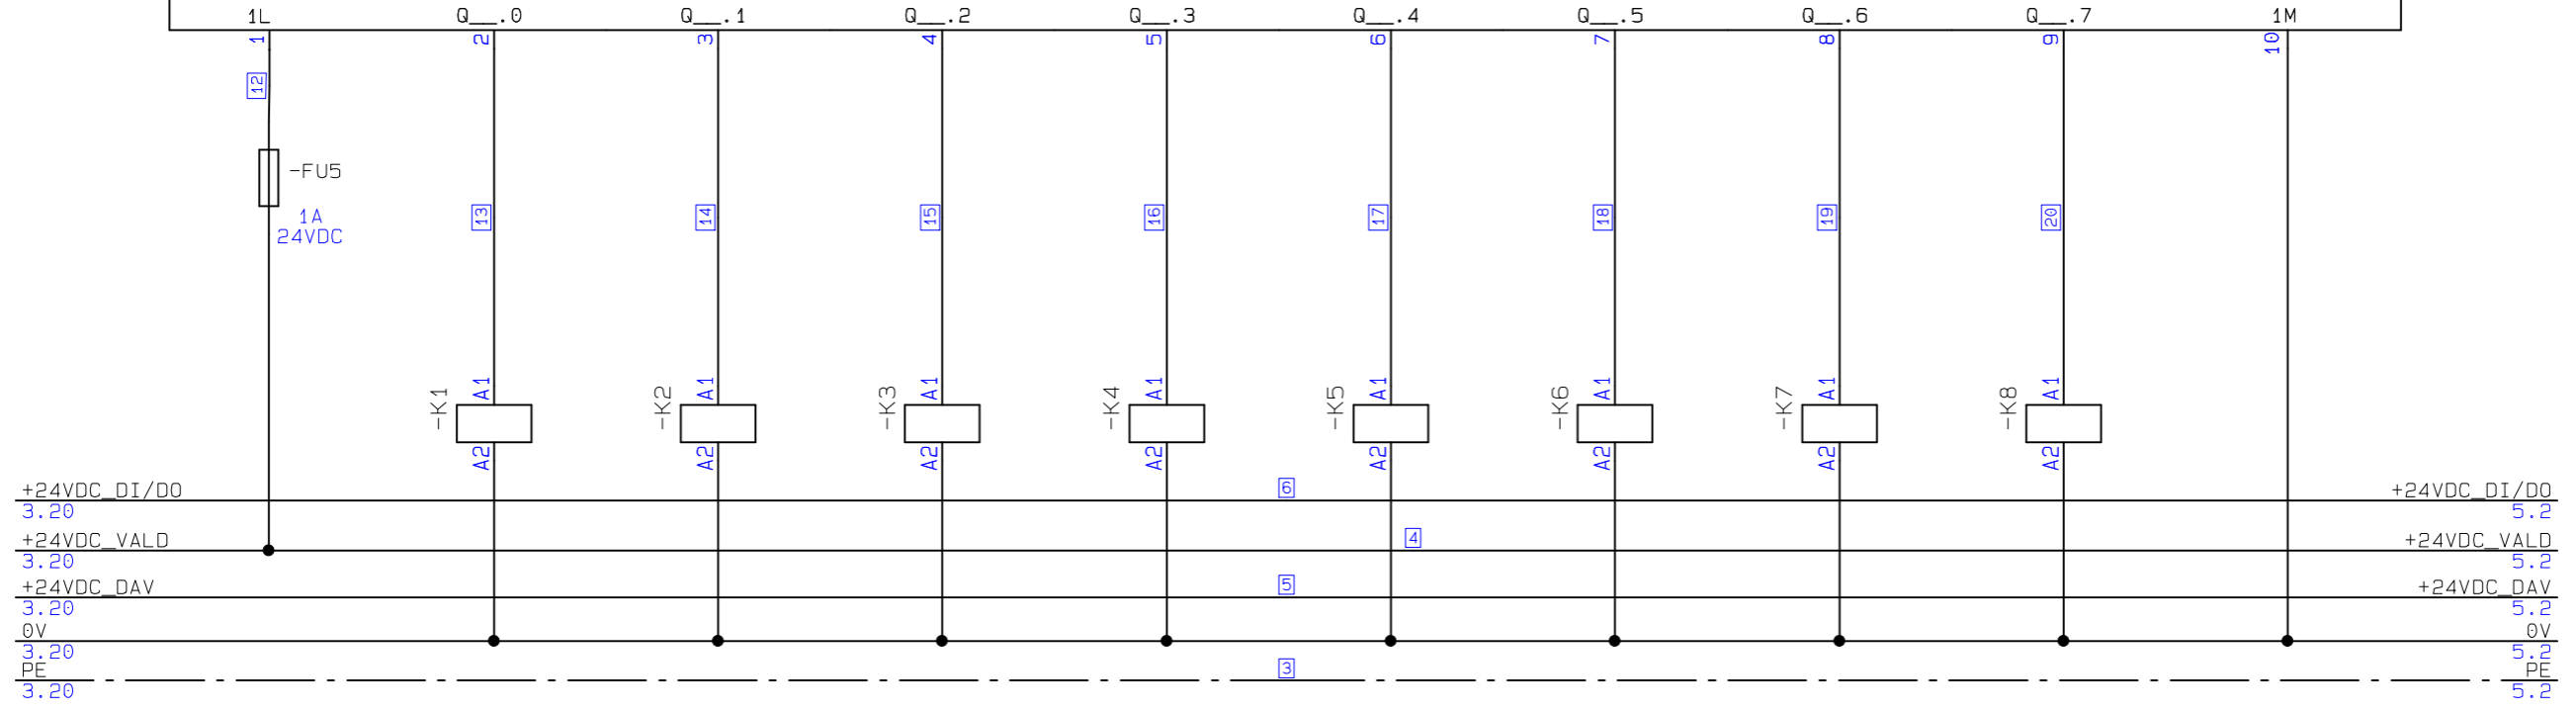 1L Q__.0 Q__.1 Q__.2 Q__.3 Q__.4 Q__.5 Q__.6 Q__.7 1M
1 2 3 4 5 6 7 8 9 10
12
-FU5
1A
24VDC
13 14 15 16 17 18 19 20
-K1 A1 -K2 A1 -K3 A1 -K4 A1 -K5 A1 -K6 A1 -K7 A1 -K8 A1
A2 A2 A2 A2 A2 A2 A2 A2
+24VDC_DI/DO 6 +24VDC_DI/DO
3.20 5.2
+24VDC_VALD 4 +24VDC_VALD
3.20 5.2
+24VDC_DAV 5 +24VDC_DAV
3.20 5.2
0V 0V
3.20 5.2
PE 3 PE
3.20 5.2